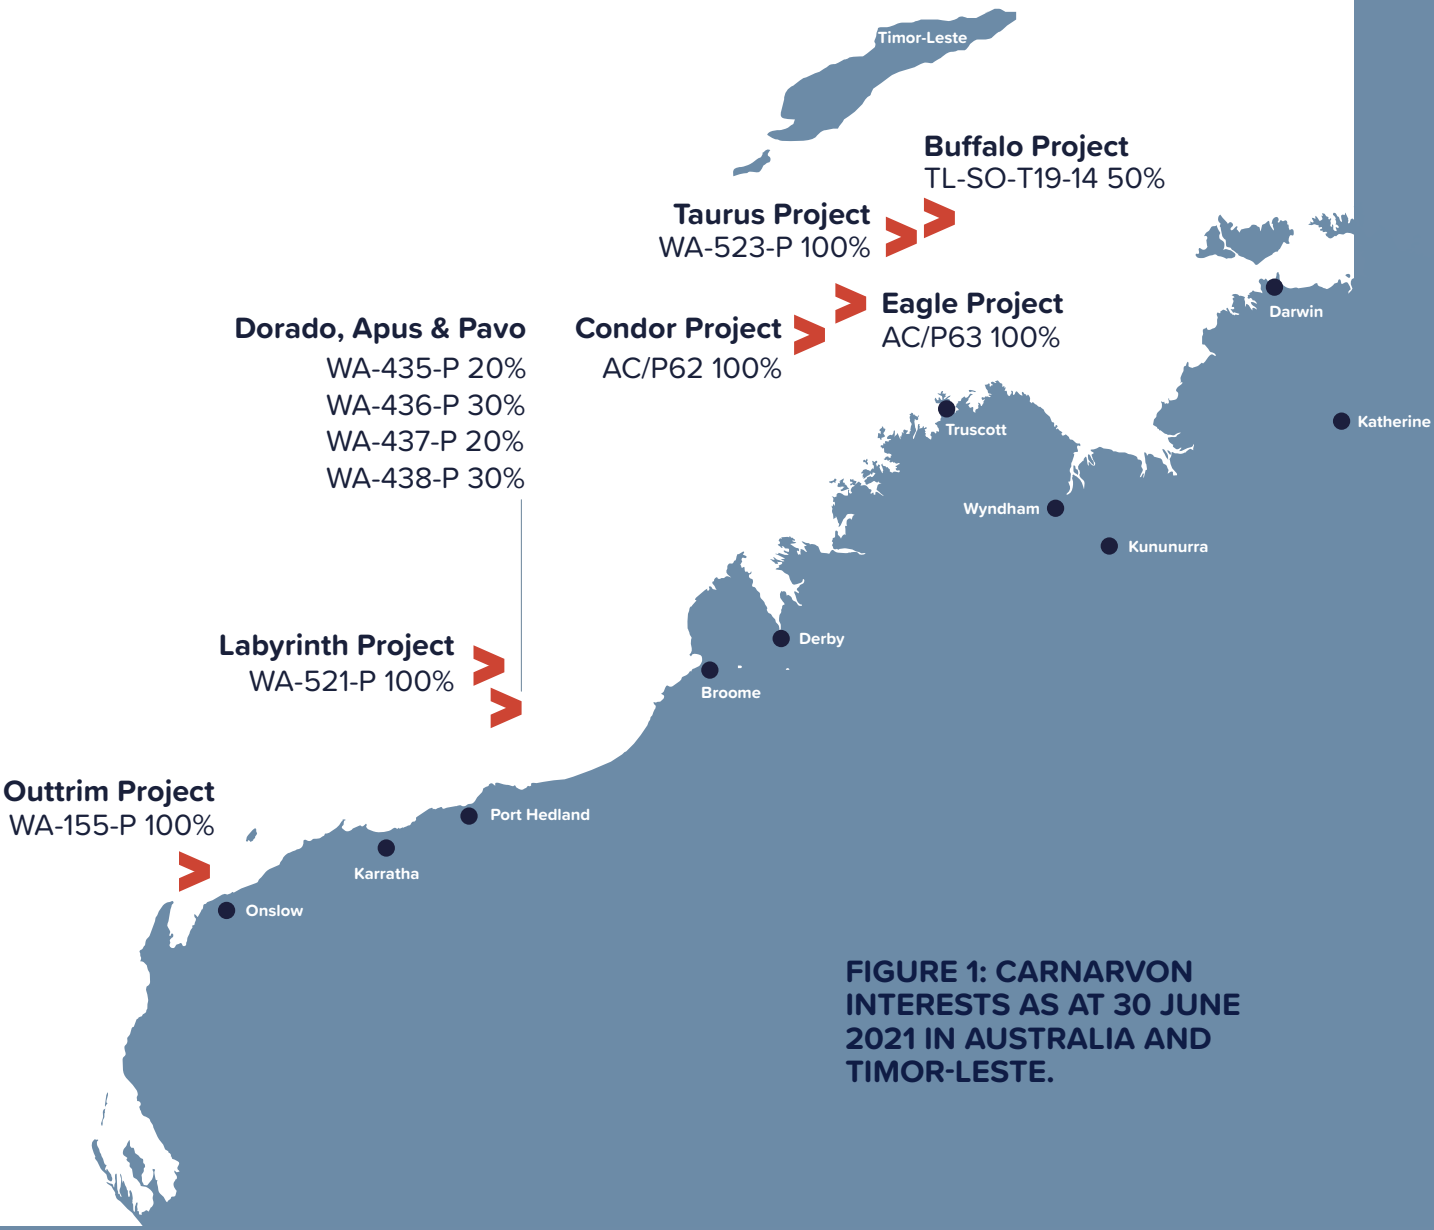 Timor-Leste
Buffalo Project
TL-SO-T19-14 50%
Taurus Project
WA-523-P 100%
Eagle Project
AC/P63 100%
Darwin
Dorado, Apus & Pavo
WA-435-P 20%
WA-436-P 30%
WA-437-P 20%
WA-438-P 30%
Condor Project
AC/P62 100%
Truscott
Katherine
Wyndham
Kununurra
Labyrinth Project
WA-521-P 100%
Derby
Broome
Outtrim Project
WA-155-P 100%
Port Hedland
Karratha
Onslow
FIGURE 1: CARNARVON
INTERESTS AS AT 30 JUNE
2021 IN AUSTRALIA AND
TIMOR-LESTE.